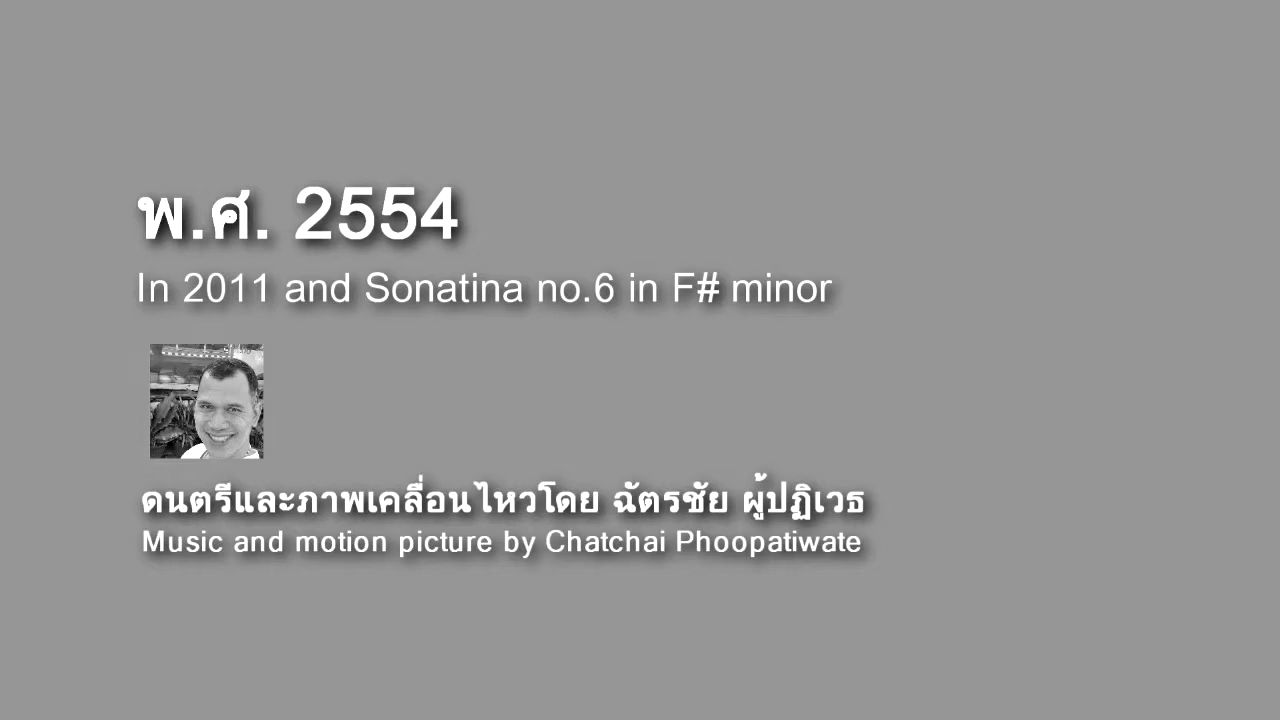 พ.ศ. 2554
In 2011 and Sonatina no.6 in F# minor
ดนตรีและภาพเคลื่อนไหวโดย ฉัตรชัย ผู้ปฏิเวธ
Music and motion picture by Chatchai Phoopatiwate